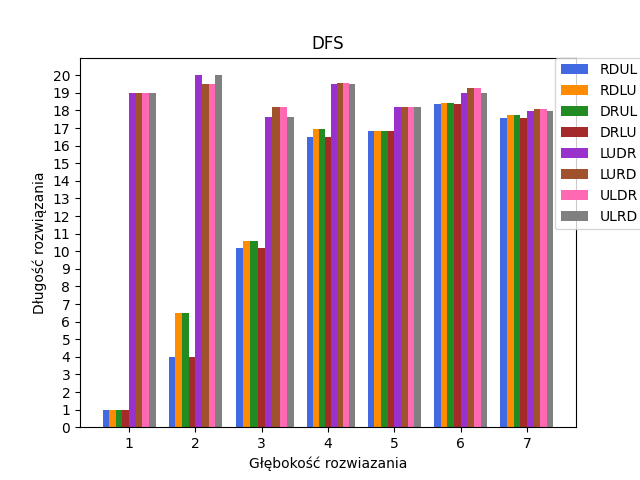 DFS
Długość rozwiązania
20
19
18
17
16
15
14
13
12
11
10
9
8
7
6
5
4
3
2
1
0
1 2 3 4 5 6 7
Głębokość rozwiazania
RDUL
RDLU
DRUL
DRLU
LUDR
LURD
ULDR
ULRD